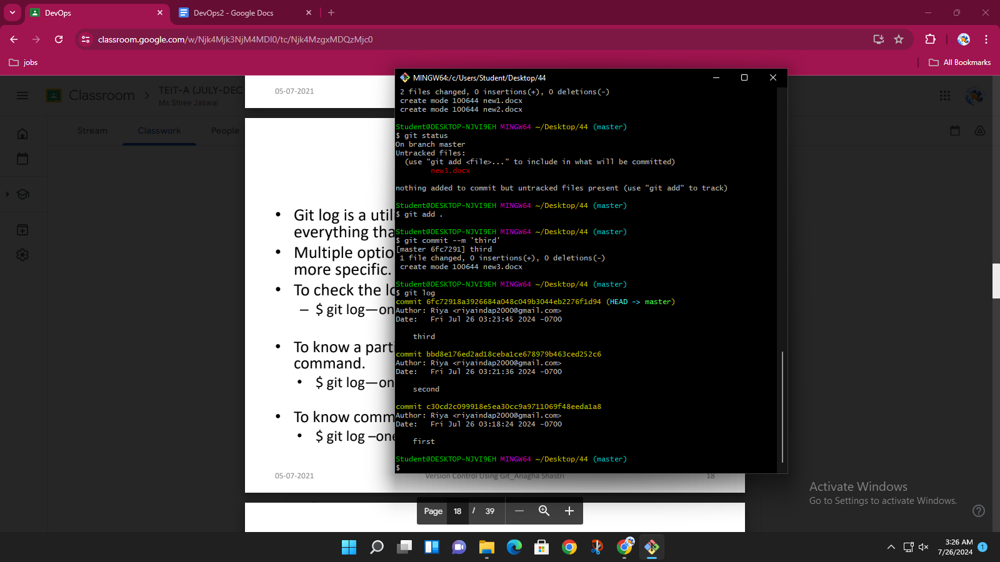 DevOps
DevOps2 - Google Docs
classroom.google.com/w/Njk4Mjk3NjM4MDI0/tc/Njk4MzgxMDQzMjc0
jobs
All Bookmarks
Classroom
TEIT-A (JULY-DEC
Ms.Shree Jaswal
Stream
Classwork
People
05-07-2021
• Git log is a util
everything tha
• Multiple optio
more specific.
• To check the lo
– $ git log—on
• To know a parti
command.
• $ git log—on
• To know comm
• $ git log –one
05-07-2021
Version Control Using Git_Anagha Shastri
18
MINGW64:/c/Users/Student/Desktop/44
2 files changed, 0 insertions(+), 0 deletions(-)
create mode 100644 new1.docx
create mode 100644 new2.docx
Student@DESKTOP-NJVI9EH MINGW64 ~/Desktop/44 (master)
$ git status
On branch master
Untracked files:
(use "git add <file>..." to include in what will be committed)
new3.docx
nothing added to commit but untracked files present (use "git add" to track)
Student@DESKTOP-NJVI9EH MINGW64 ~/Desktop/44 (master)
$ git add .
Student@DESKTOP-NJVI9EH MINGW64 ~/Desktop/44 (master)
$ git commit --m 'third'
[master 6fc7291] third
1 file changed, 0 insertions(+), 0 deletions(-)
create mode 100644 new3.docx
Student@DESKTOP-NJVI9EH MINGW64 ~/Desktop/44 (master)
$ git log
commit 6fc72918a3926684a048c049b3044eb2276f1d94 (HEAD -> master)
Author: Riya <riyaindap2000@gmail.com>
Date:   Fri Jul 26 03:23:45 2024 -0700
third
commit bbd8e176ed2ad18ceba1ce678979b463ced252c6
Author: Riya <riyaindap2000@gmail.com>
Date:   Fri Jul 26 03:21:36 2024 -0700
second
commit c30cd2c099918e5ea30cc9a9711069f48eeda1a8
Author: Riya <riyaindap2000@gmail.com>
Date:   Fri Jul 26 03:18:24 2024 -0700
first
Student@DESKTOP-NJVI9EH MINGW64 ~/Desktop/44 (master)
$
Activate Windows
Go to Settings to activate Windows.
Page 18 / 39
3:26 AM
7/26/2024
1